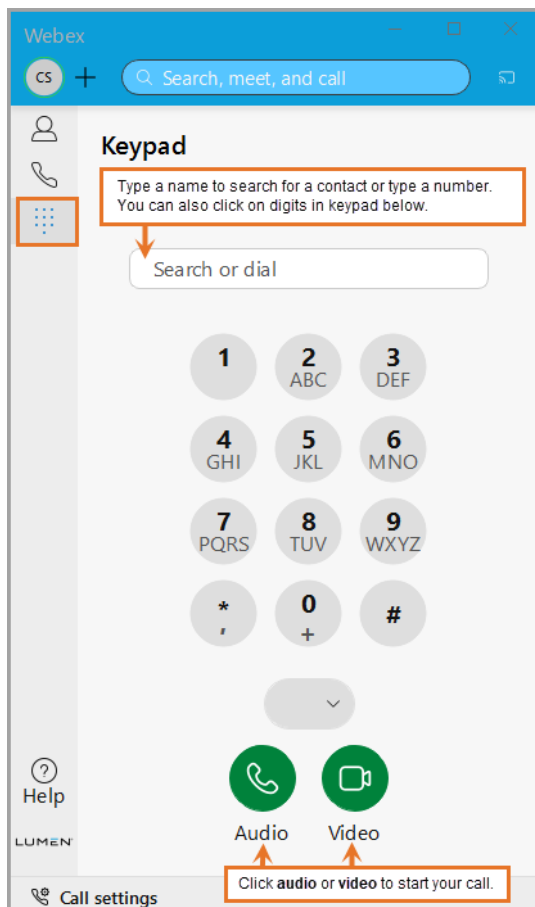 Webex
CS
Search, meet, and call
Keypad
Type a name to search for a contact or type a number.
You can also click on digits in keypad below.
Search or dial
1 2 3
ABC DEF
4 5 6
GHI JKL MNO
7 8 9
PQRS TUV WXYZ
* 0 #
, +
?
Help
Audio Video
LUMEN
Click audio or video to start your call.
Call settings